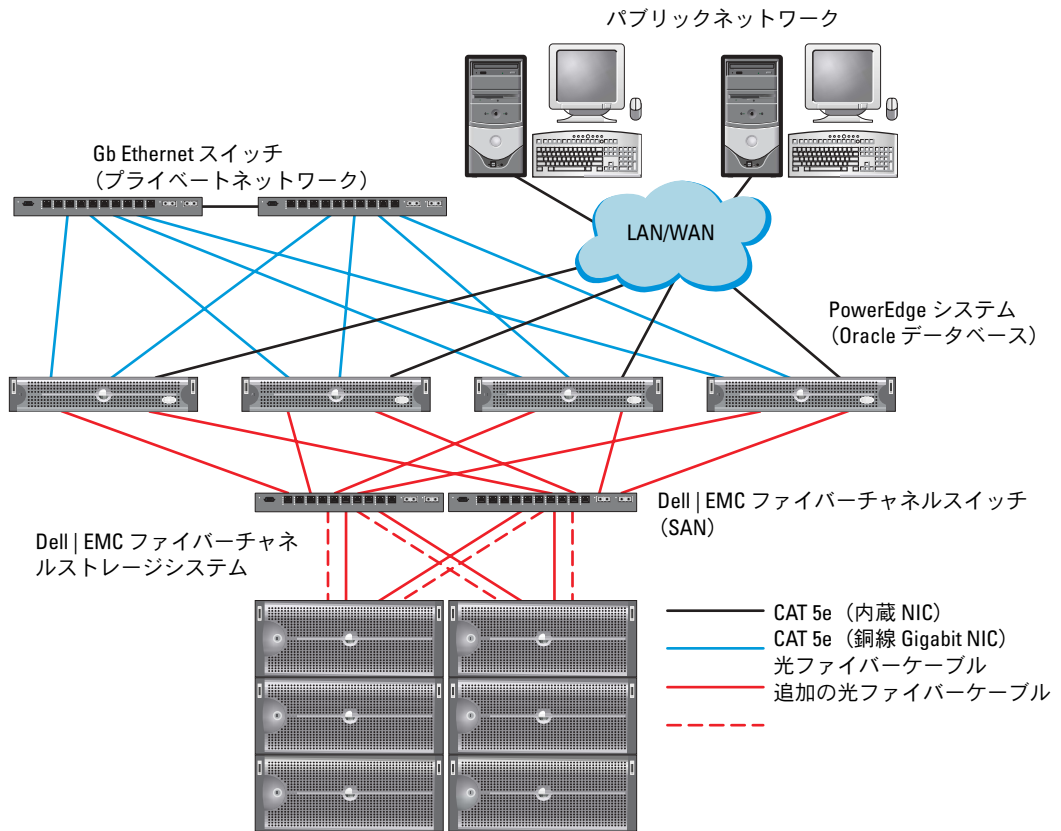 パブリックネットワーク
Gb Ethernet スイッチ
（プライベートネットワーク）
LAN/WAN
PowerEdge システム
（Oracle データベース）
Dell | EMC ファイバーチャネルスイッチ
（SAN）
Dell | EMC ファイバーチャネ
ルストレージシステム
CAT 5e（内蔵 NIC）
CAT 5e（銅線 Gigabit NIC）
光ファイバーケーブル
追加の光ファイバーケーブル